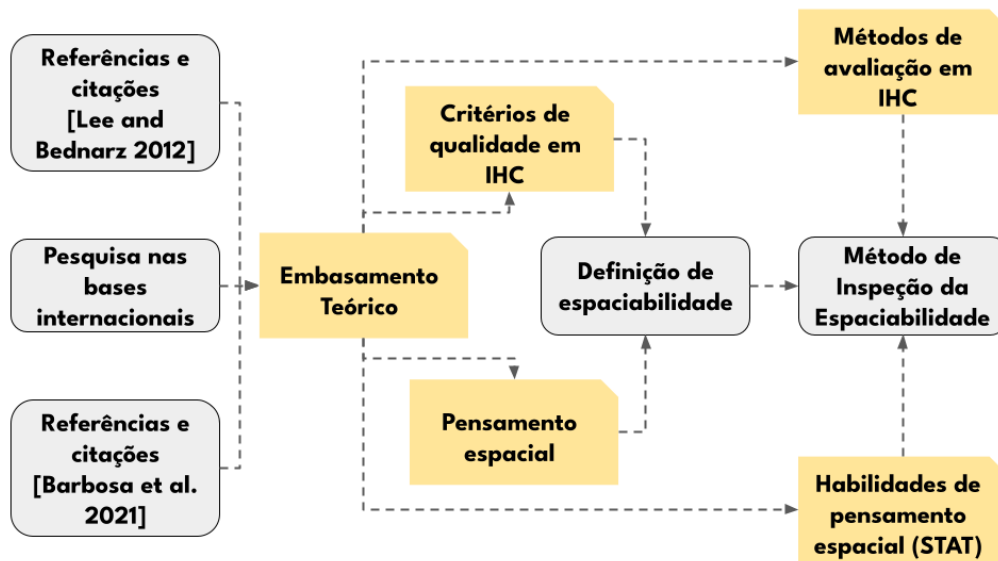 Referências e
citações
[Lee and
Bednarz 2012]
Pesquisa nas
bases
internacionais
Referências e
citações
[Barbosa et al.
2021]
Embasamento
Teórico
Critérios de
qualidade em
IHC
Pensamento
espacial
Definição de
espaciabilidade
Métodos de
avaliação em
IHC
Método de
Inspeção da
Espaciabilidade
Habilidades de
pensamento
espacial (STAT)